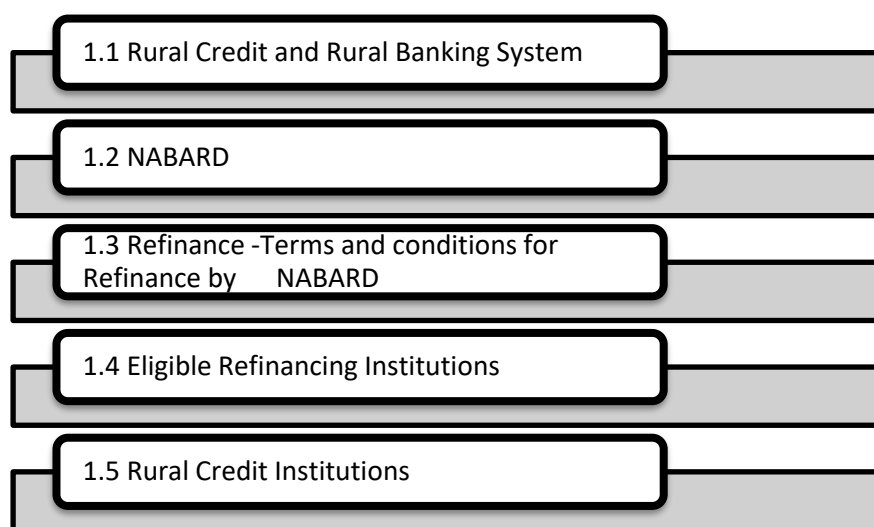 1.1 Rural Credit and Rural Banking System
1.2 NABARD
1.3 Refinance -Terms and conditions for
Refinance by NABARD
1.4 Eligible Refinancing Institutions
1.5 Rural Credit Institutions